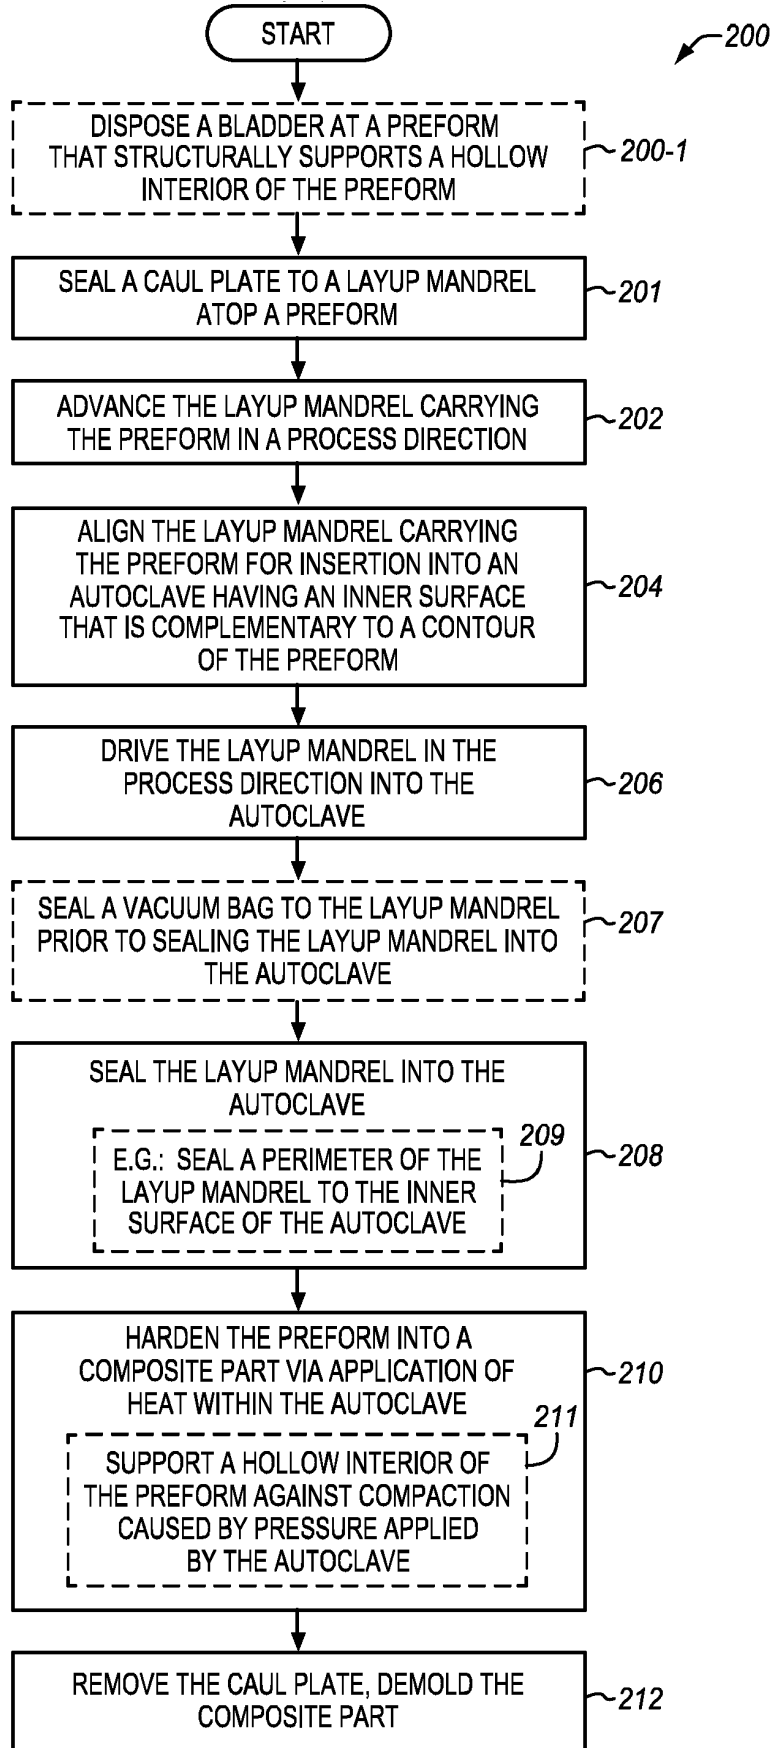 START
200
DISPOSE A BLADDER AT A PREFORM
THAT STRUCTURALLY SUPPORTS A HOLLOW
INTERIOR OF THE PREFORM
200-1
SEAL A CAUL PLATE TO A LAYUP MANDREL
ATOP A PREFORM
201
ADVANCE THE LAYUP MANDREL CARRYING
THE PREFORM IN A PROCESS DIRECTION
202
ALIGN THE LAYUP MANDREL CARRYING
THE PREFORM FOR INSERTION INTO AN
AUTOCLAVE HAVING AN INNER SURFACE
THAT IS COMPLEMENTARY TO A CONTOUR
OF THE PREFORM
204
DRIVE THE LAYUP MANDREL IN THE
PROCESS DIRECTION INTO THE
AUTOCLAVE
206
SEAL A VACUUM BAG TO THE LAYUP MANDREL
PRIOR TO SEALING THE LAYUP MANDREL INTO
THE AUTOCLAVE
207
SEAL THE LAYUP MANDREL INTO THE
AUTOCLAVE
209
E.G.: SEAL A PERIMETER OF THE
LAYUP MANDREL TO THE INNER
SURFACE OF THE AUTOCLAVE
208
HARDEN THE PREFORM INTO A
COMPOSITE PART VIA APPLICATION OF
HEAT WITHIN THE AUTOCLAVE
210
211
SUPPORT A HOLLOW INTERIOR OF
THE PREFORM AGAINST COMPACTION
CAUSED BY PRESSURE APPLIED
BY THE AUTOCLAVE
REMOVE THE CAUL PLATE, DEMOLD THE
COMPOSITE PART
212